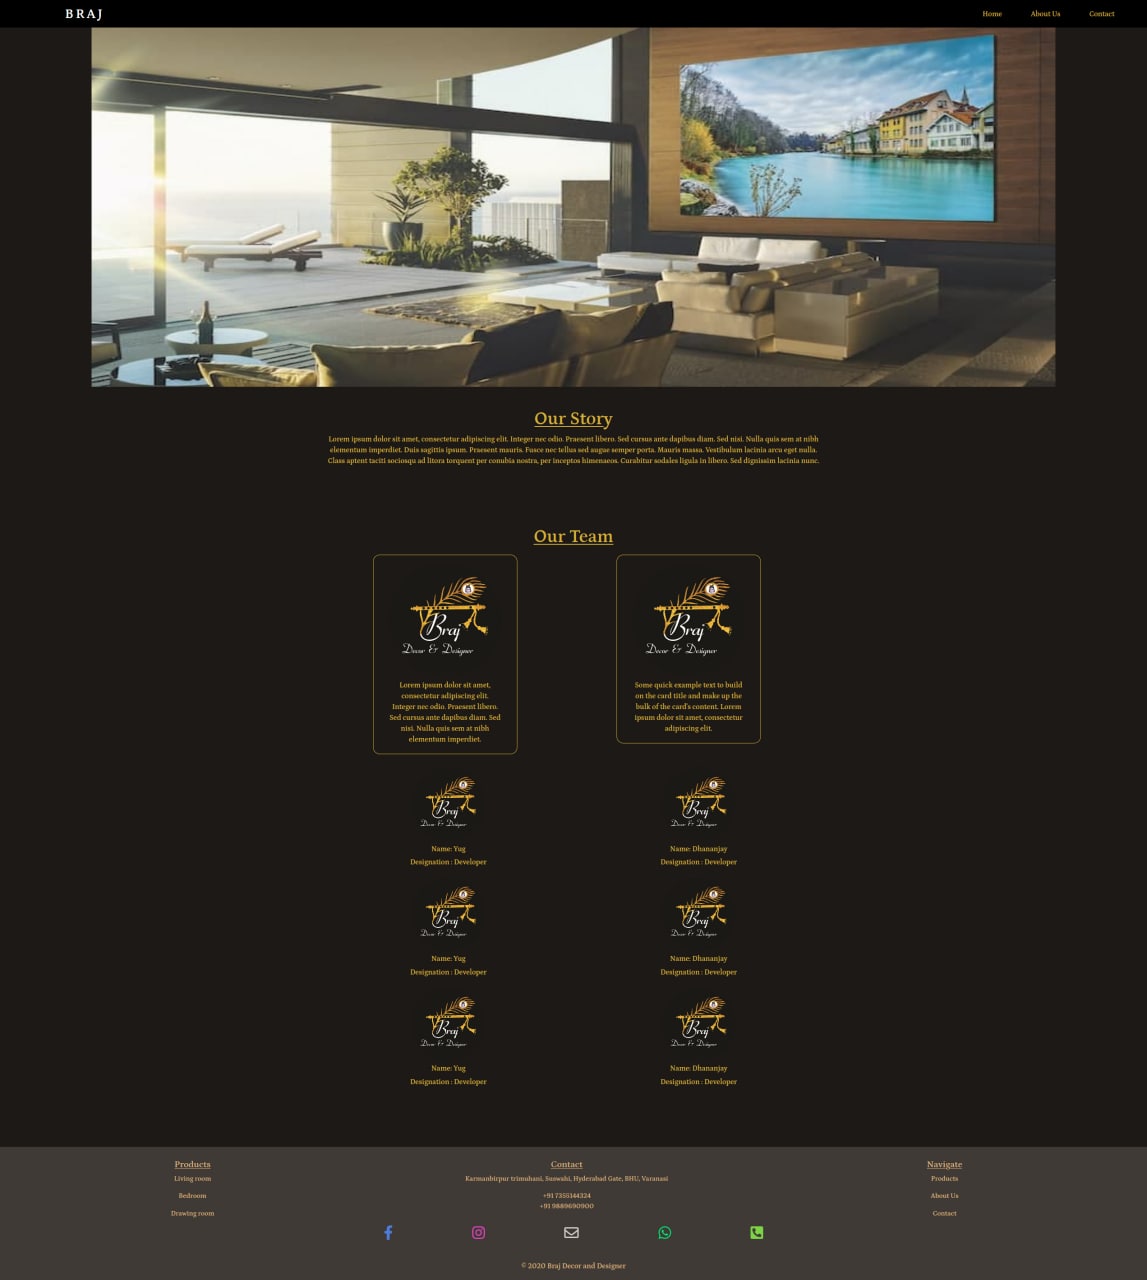 BRAJ
Home About Us Contact
Our Story
Lorem ipsum dolor sit amet, consectetur adipiscing elit. Integer nec odio. Praesent libero. Sed cursus ante dapibus diam. Sed nisi. Nulla quis sem at nibh
elementum imperdiet. Duis sagittis ipsum. Praesent mauris. Fusce nec tellus sed augue semper porta. Mauris massa. Vestibulum lacinia arcu eget nulla.
Class aptent taciti sociosqu ad litora torquent per conubia nostra, per inceptos himenaeos. Curabitur sodales ligula in libero. Sed dignissim lacinia nunc.
Our Team
Braj
Decor & Designer
Lorem ipsum dolor sit amet,
consectetur adipiscing elit.
Integer nec odio. Praesent libero.
Sed cursus ante dapibus diam. Sed
nisi. Nulla quis sem at nibh
elementum imperdiet.
Braj
Decor & Designer
Some quick example text to build
on the card title and make up the
bulk of the card's content. Lorem
ipsum dolor sit amet, consectetur
adipiscing elit.
Braj
Decor & Designer
Name: Yug
Designation : Developer
Braj
Decor & Designer
Name: Dhananjay
Designation : Developer
Braj
Decor & Designer
Name: Yug
Designation : Developer
Braj
Decor & Designer
Name: Dhananjay
Designation : Developer
Braj
Decor & Designer
Name: Yug
Designation : Developer
Braj
Decor & Designer
Name: Dhananjay
Designation : Developer
Products
Living room
Bedroom
Drawing room
Contact
Karmanbirpur trimuhani, Suswahi, Hyderabad Gate, BHU, Varanasi
+91 7355144324
+91 9889690900
Navigate
Products
About Us
Contact
© 2020 Braj Decor and Designer